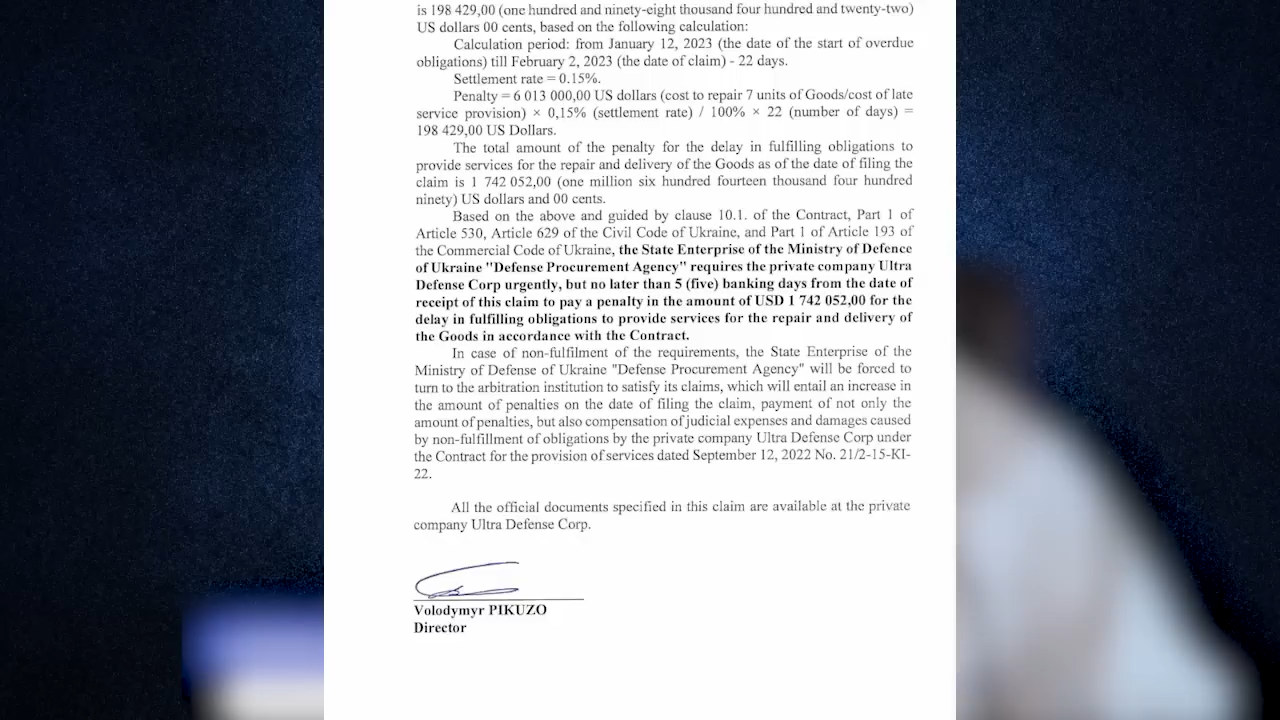 is 198 429,00 (one hundred and ninety-eight thousand four hundred and twenty-two)
US dollars 00 cents, based on the following calculation:
Calculation period: from January 12, 2023 (the date of the start of overdue
obligations) till February 2, 2023 (the date of claim) - 22 days.
Settlement rate = 0.15%.
Penalty = 6 013 000,00 US dollars (cost to repair 7 units of Goods/cost of late
service provision) × 0,15% (settlement rate) / 100% × 22 (number of days) =
198 429,00 US Dollars.
The total amount of the penalty for the delay in fulfilling obligations to
provide services for the repair and delivery of the Goods as of the date of filing the
claim is 1 742 052,00 (one million six hundred fourteen thousand four hundred
ninety) US dollars and 00 cents.
Based on the above and guided by clause 10.1. of the Contract, Part 1 of
Article 530, Article 629 of the Civil Code of Ukraine, and Part 1 of Article 193 of
the Commercial Code of Ukraine, the State Enterprise of the Ministry of Defence
of Ukraine "Defense Procurement Agency" requires the private company Ultra
Defense Corp urgently, but no later than 5 (five) banking days from the date of
receipt of this claim to pay a penalty in the amount of USD 1 742 052,00 for the
delay in fulfilling obligations to provide services for the repair and delivery of
the Goods in accordance with the Contract.
In case of non-fulfilment of the requirements, the State Enterprise of the
Ministry of Defense of Ukraine "Defense Procurement Agency" will be forced to
turn to the arbitration institution to satisfy its claims, which will entail an increase in
the amount of penalties on the date of filing the claim, payment of not only the
amount of penalties, but also compensation of judicial expenses and damages caused
by non-fulfillment of obligations by the private company Ultra Defense Corp under
the Contract for the provision of services dated September 12, 2022 No. 21/2-15-KI-
22.
All the official documents specified in this claim are available at the private
company Ultra Defense Corp.
Volodymyr PIKUZO
Director